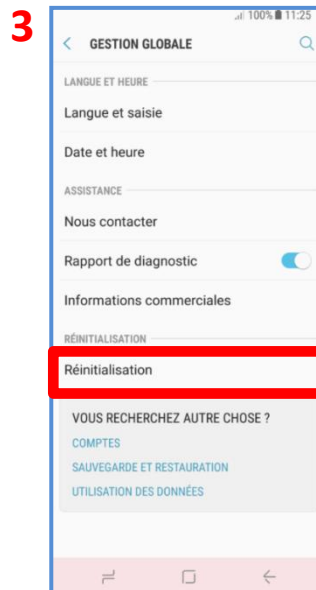 3
100% 11:25
GESTION GLOBALE
LANGUE ET HEURE
Langue et saisie
Date et heure
ASSISTANCE
Nous contacter
Rapport de diagnostic
Informations commerciales
RÉINITIALISATION
Réinitialisation
VOUS RECHERCHEZ AUTRE CHOSE ?
COMPTES
SAUVEGARDE ET RESTAURATION
UTILISATION DES DONNÉES